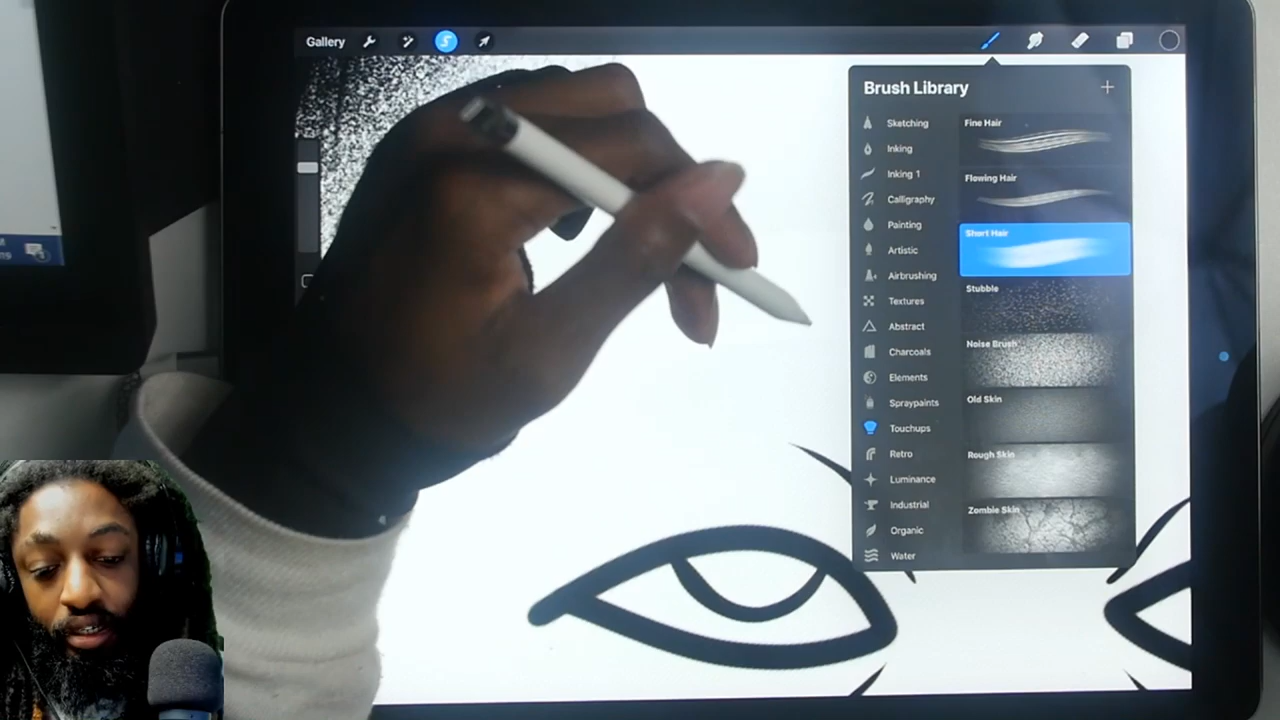 Gallery
Brush Library
Sketching
Inking
Inking 1
Calligraphy
Painting
Artistic
Airbrushing
Textures
Abstract
Charcoals
Elements
Spraypaints
Touchups
Retro
Luminance
Industrial
Organic
Water
Fine Hair
Flowing Hair
Short Hair
Stubble
Noise Brush
Old Skin
Rough Skin
Zombie Skin